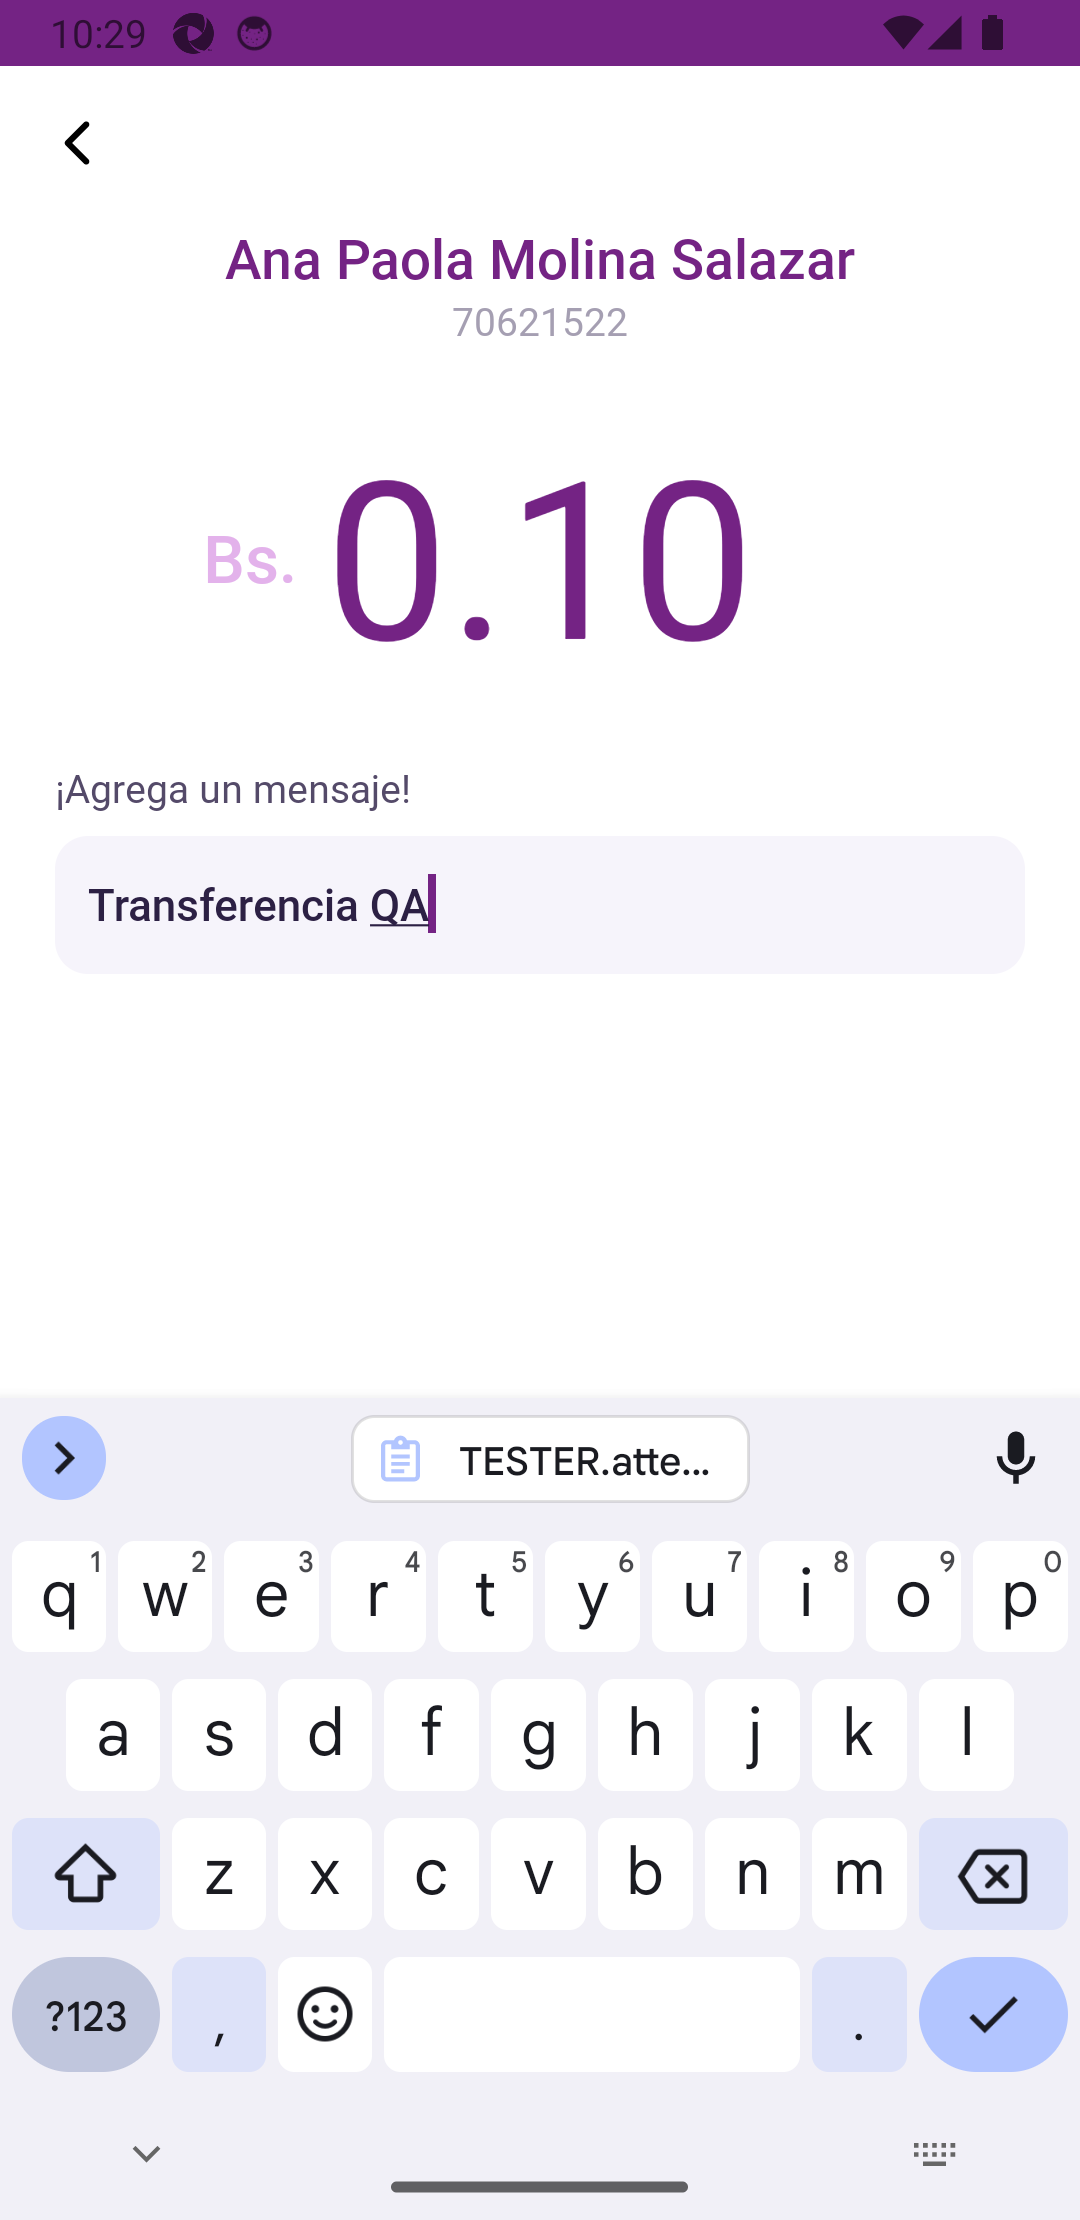 10:29
Ana Paola Molina Salazar
70621522
Bs. 0.10
¡Agrega un mensaje!
Transferencia QA
TESTER.atte...
q 1 w 2 e 3 r 4 t 5 y 6 u 7 i 8 o 9 p 0
a s d f g h j k l
z x c v b n m
?123 , .